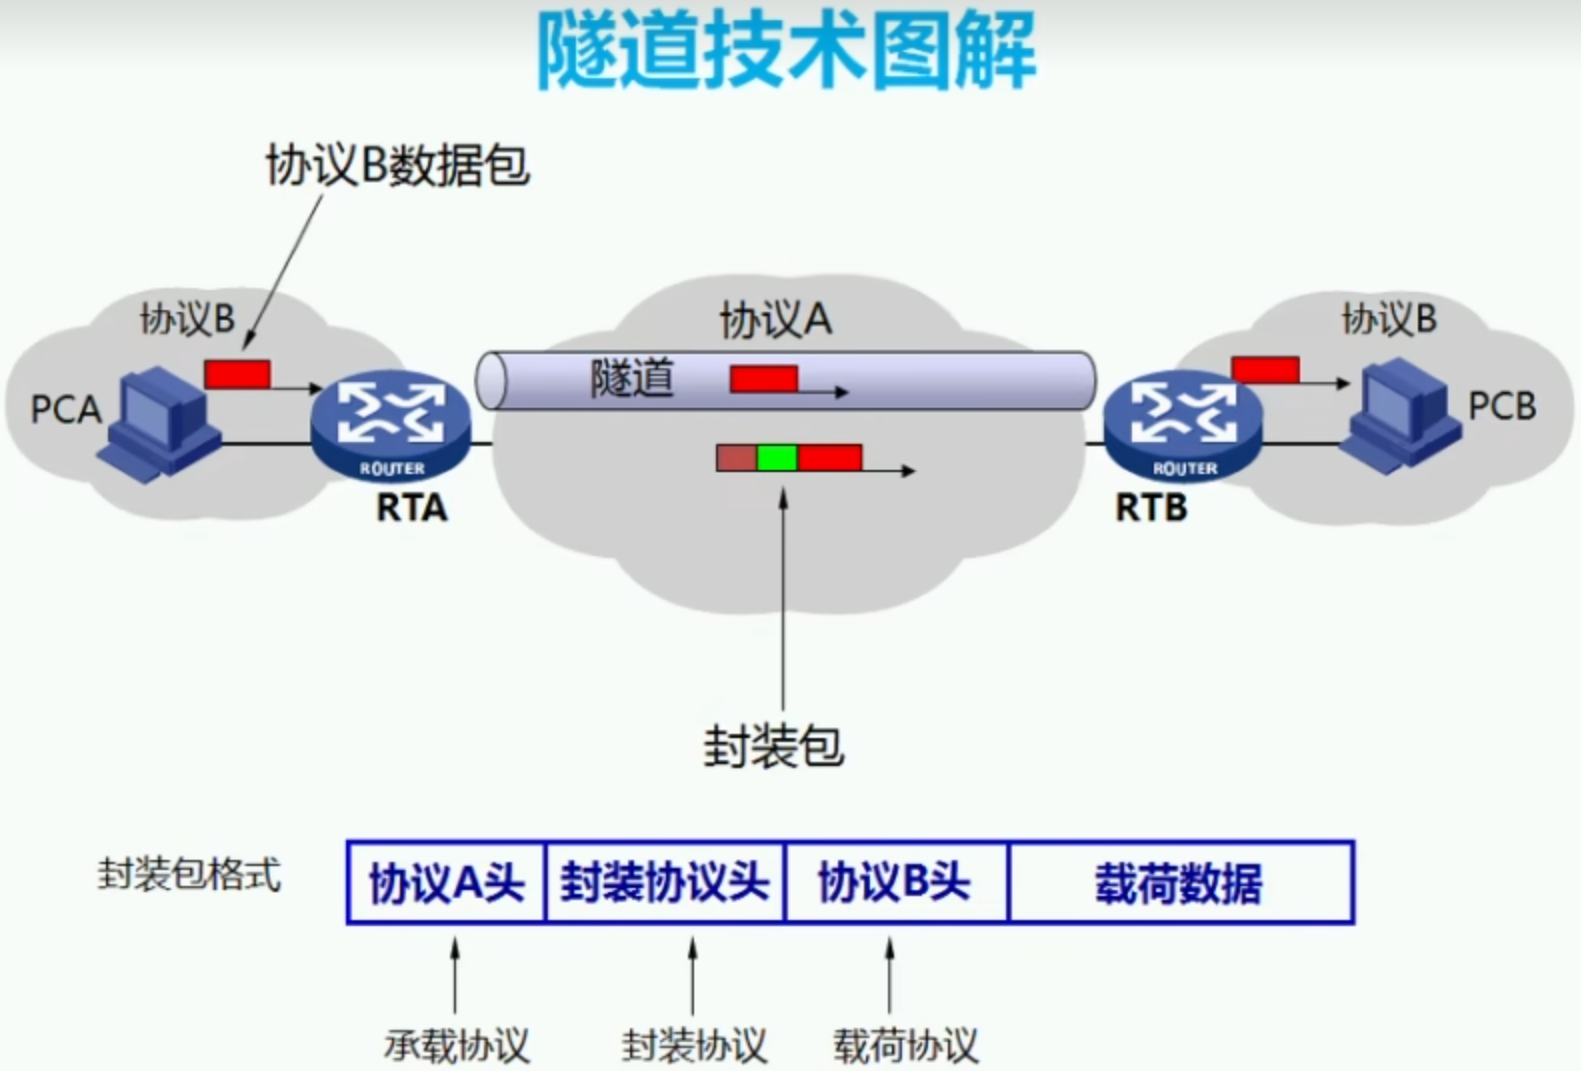 隧道技术图解
协议B数据包
协议B
协议A
协议B
隧道
PCA
PCB
ROUTER
ROUTER
RTA
RTB
封装包
封装包格式
协议A头 封装协议头 协议B头 载荷数据
承载协议 封装协议 载荷协议